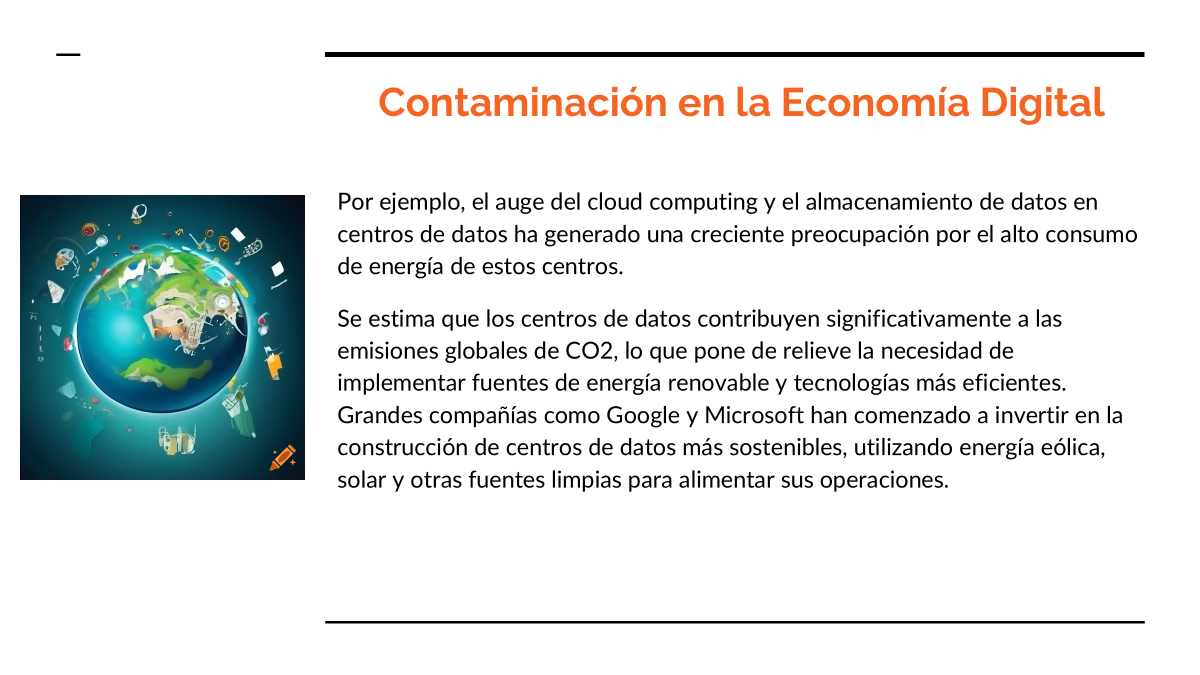 Contaminación en la Economía Digital
Por ejemplo, el auge del cloud computing y el almacenamiento de datos en
centros de datos ha generado una creciente preocupación por el alto consumo
de energía de estos centros.
Se estima que los centros de datos contribuyen significativamente a las
emisiones globales de CO2, lo que pone de relieve la necesidad de
implementar fuentes de energía renovable y tecnologías más eficientes.
Grandes compañías como Google y Microsoft han comenzado a invertir en la
construcción de centros de datos más sostenibles, utilizando energía eólica,
solar y otras fuentes limpias para alimentar sus operaciones.